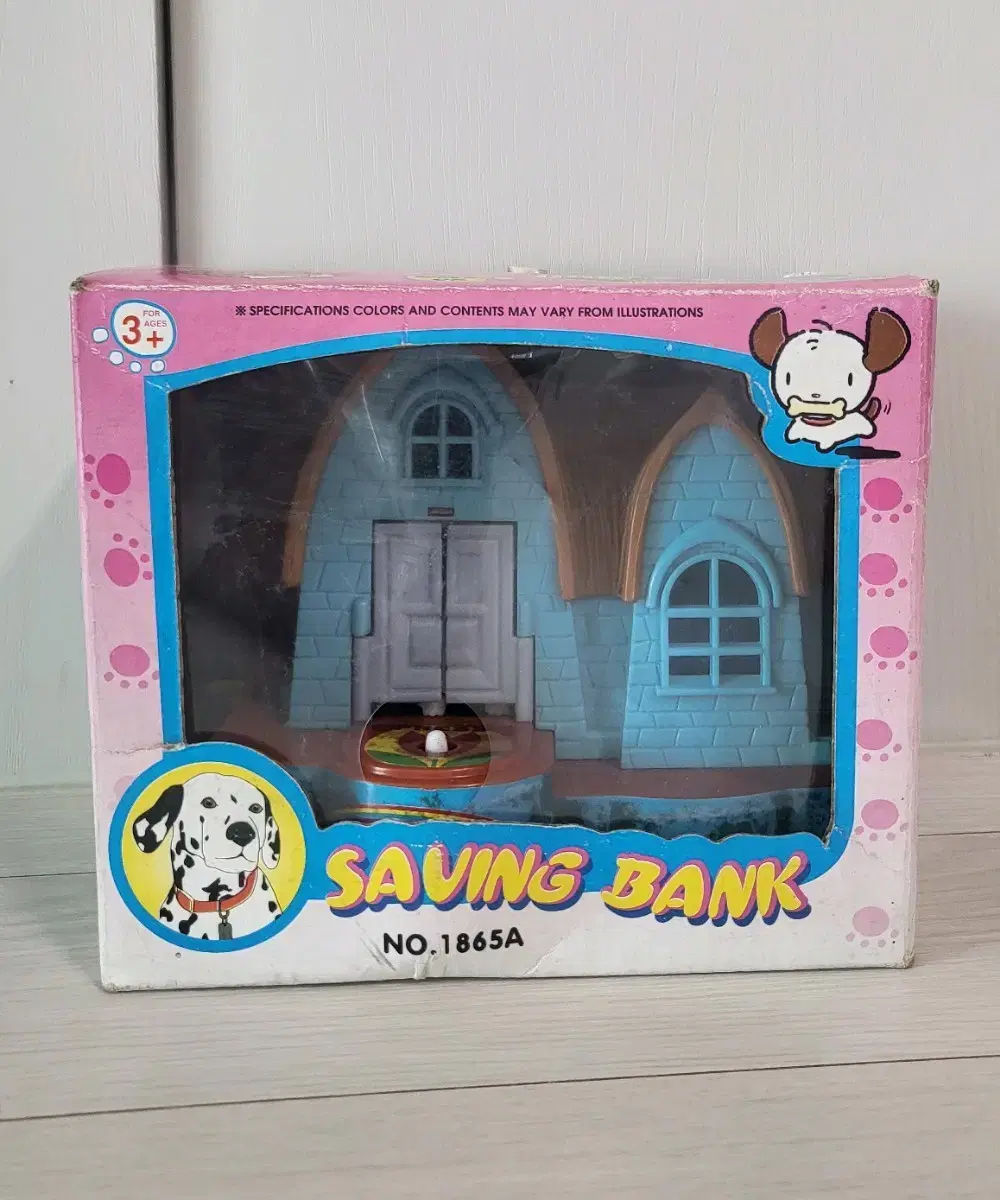 FOR
AGES
3+
※ SPECIFICATIONS COLORS AND CONTENTS MAY VARY FROM ILLUSTRATIONS
SAVING BANK
NO.1865A